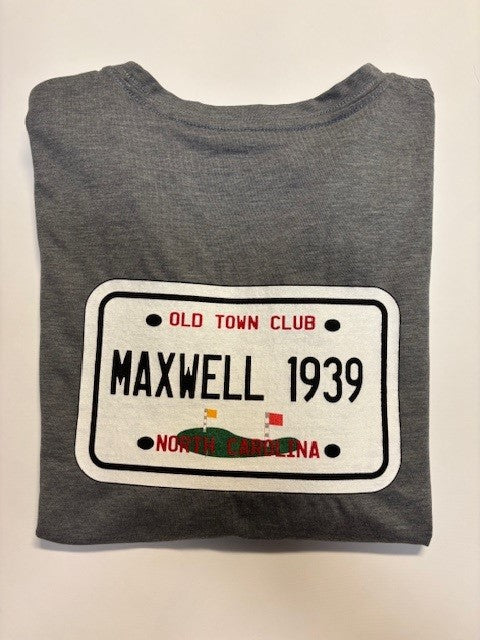 OLD TOWN CLUB
MAXWELL 1939
NORTH CAROLINA